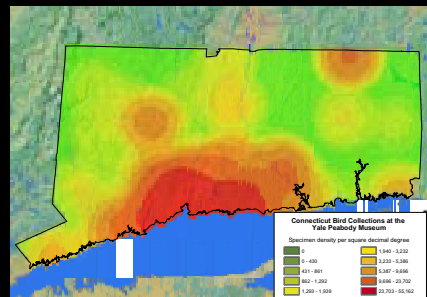 Connecticut Bird Collections at the
Yale Peabody Museum
Specimen density per square decimal degree
0
0 - 430
431 - 861
862 - 1,292
1,293 - 1,939
1,940 - 3,232
3,233 - 5,386
5,387 - 9,696
9,696 - 23,702
23,703 - 55,162